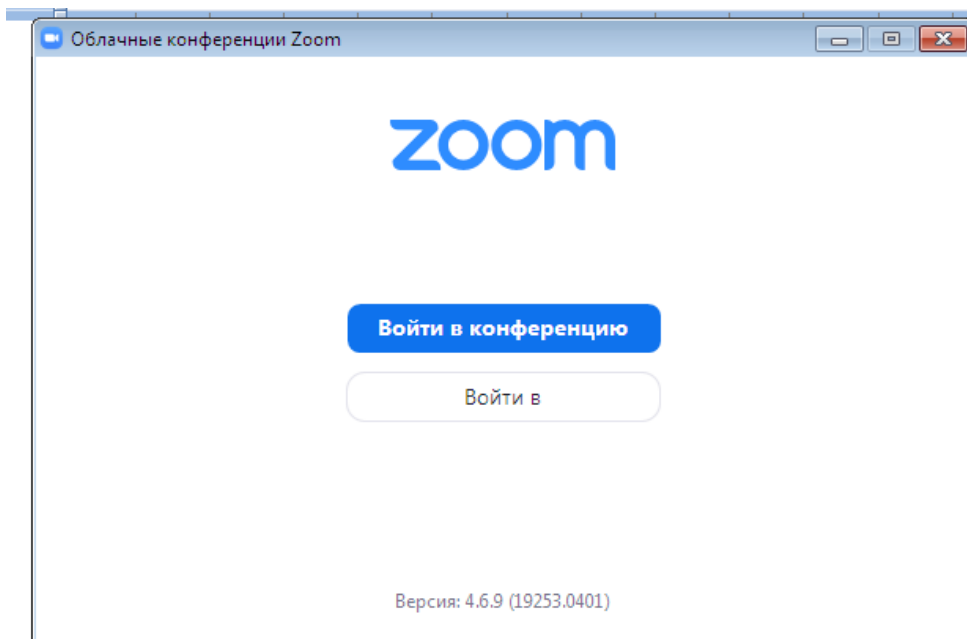 Облачные конференции Zoom
zoom
Войти в конференцию
Войти в
Версия: 4.6.9 (19253.0401)